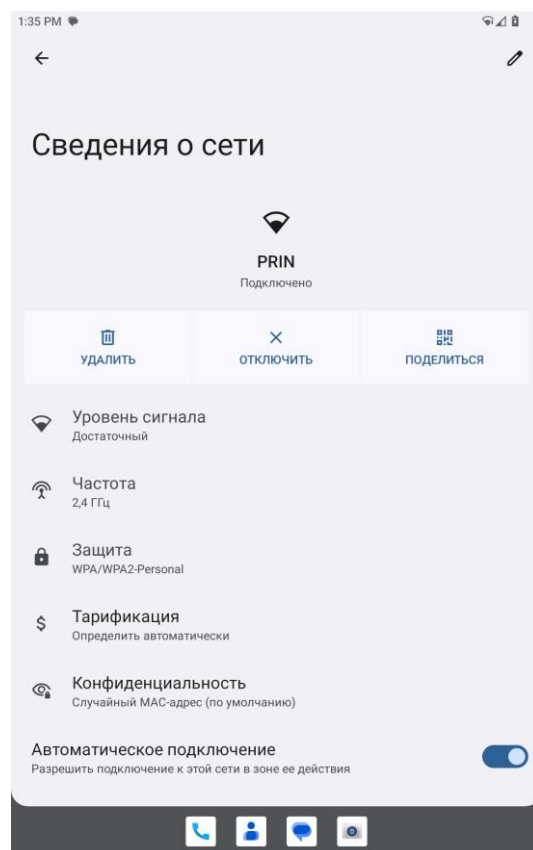 1:35 PM
Сведения о сети
PRIN
Подключено
УДАЛИТЬ
ОТКЛЮЧИТЬ
ПОДЕЛИТЬСЯ
Уровень сигнала
Достаточный
Частота
2,4 ГГц
Защита
WPA/WPA2-Personal
Тарификация
Определить автоматически
Конфиденциальность
Случайный MAC-адрес (по умолчанию)
Автоматическое подключение
Разрешить подключение к этой сети в зоне ее действия